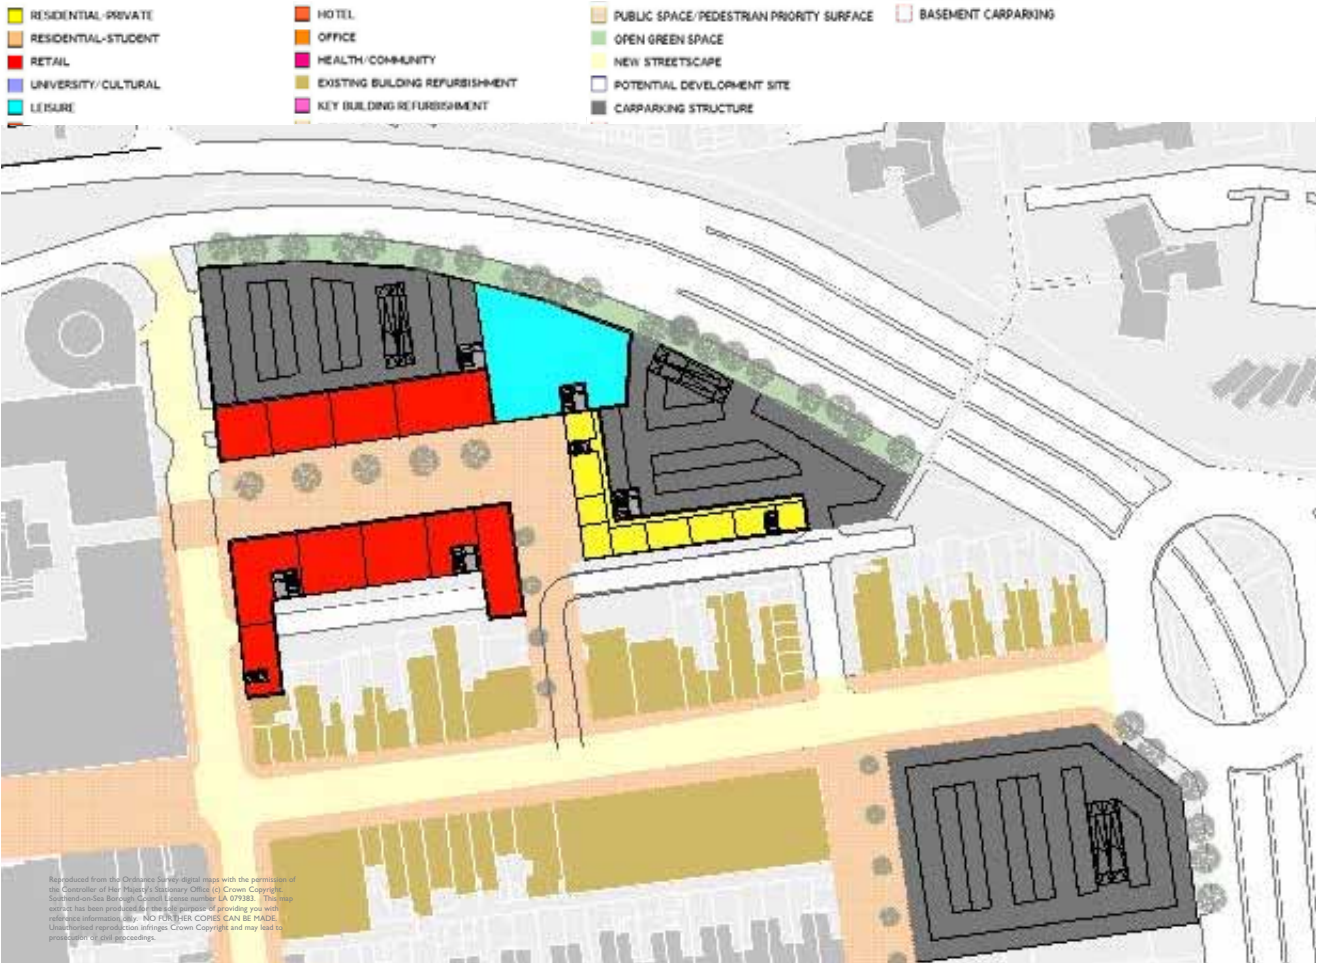 RESIDENTIAL-PRIVATE
RESIDENTIAL-STUDENT
RETAIL
UNIVERSITY/CULTURAL
LEISURE
HOTEL
OFFICE
HEALTH/COMMUNITY
EXISTING BUILDING REFURBISHMENT
KEY BUILDING REFURBISHMENT
PUBLIC SPACE/PEDESTRIAN PRIORITY SURFACE
OPEN GREEN SPACE
NEW STREETSCAPE
POTENTIAL DEVELOPMENT SITE
CARPARKING STRUCTURE
BASEMENT CARPARKING
Reproduced from the Ordnance Survey digital maps with the permission of
the Controller of Her Majesty's Stationary Office (c) Crown Copyright.
Southend-on-Sea Borough Council License number LA 079383. This map
extract has been produced for the sole purpose of providing you with
reference information only. NO FURTHER COPIES CAN BE MADE.
Unauthorised reproduction infringes Crown Copyright and may lead to
prosecution or civil proceedings.